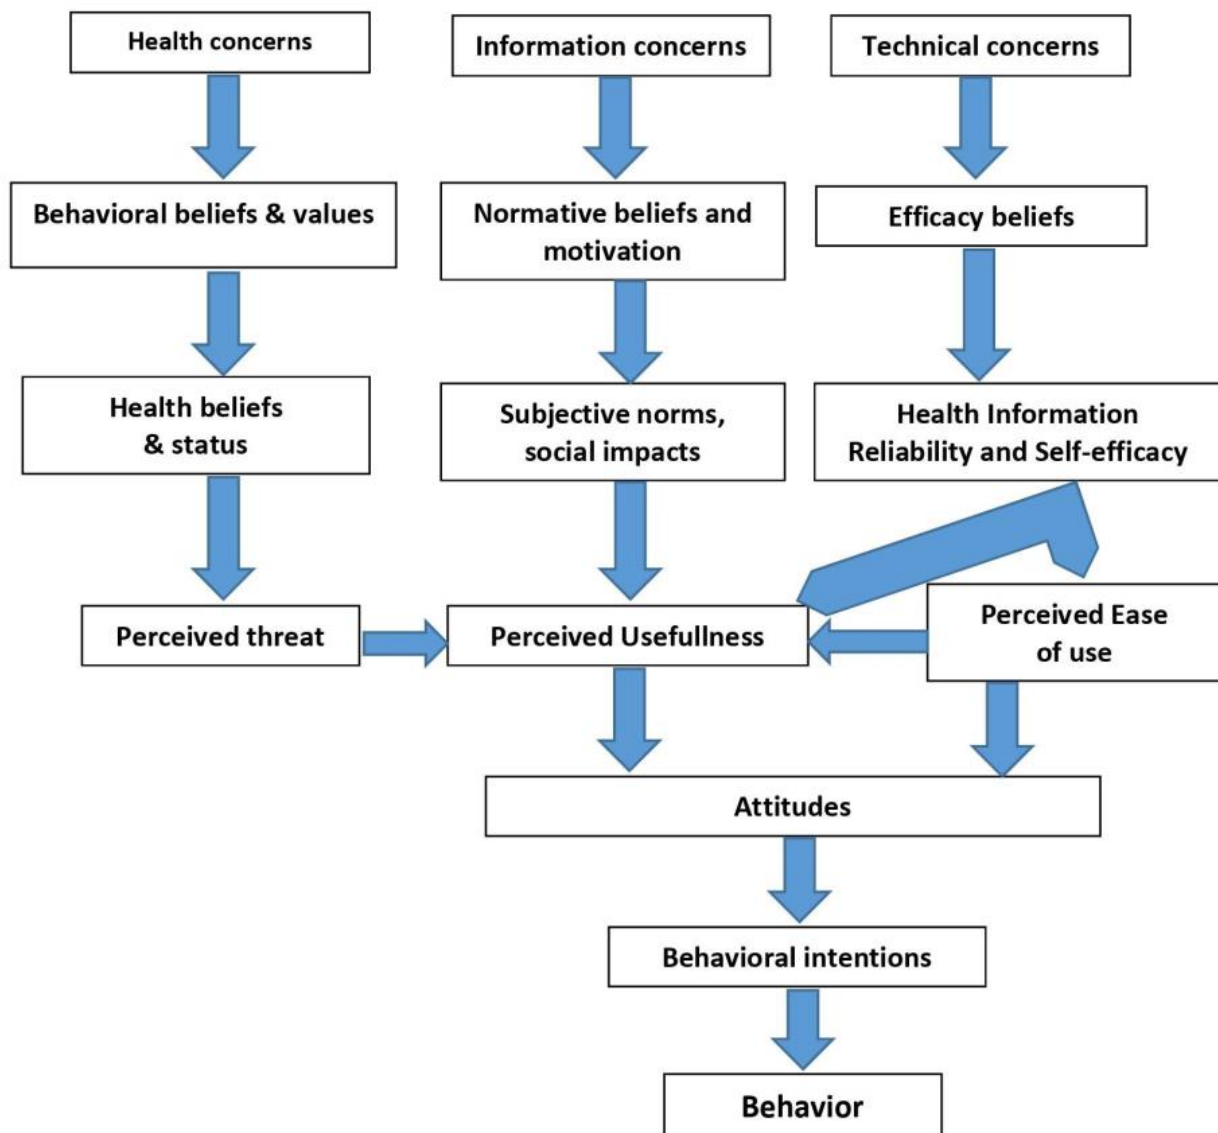 Health concerns
Information concerns
Technical concerns
Behavioral beliefs & values
Normative beliefs and
motivation
Efficacy beliefs
Health beliefs
& status
Subjective norms,
social impacts
Health Information
Reliability and Self-efficacy
Perceived threat
Perceived Usefullness
Perceived Ease
of use
Attitudes
Behavioral intentions
Behavior